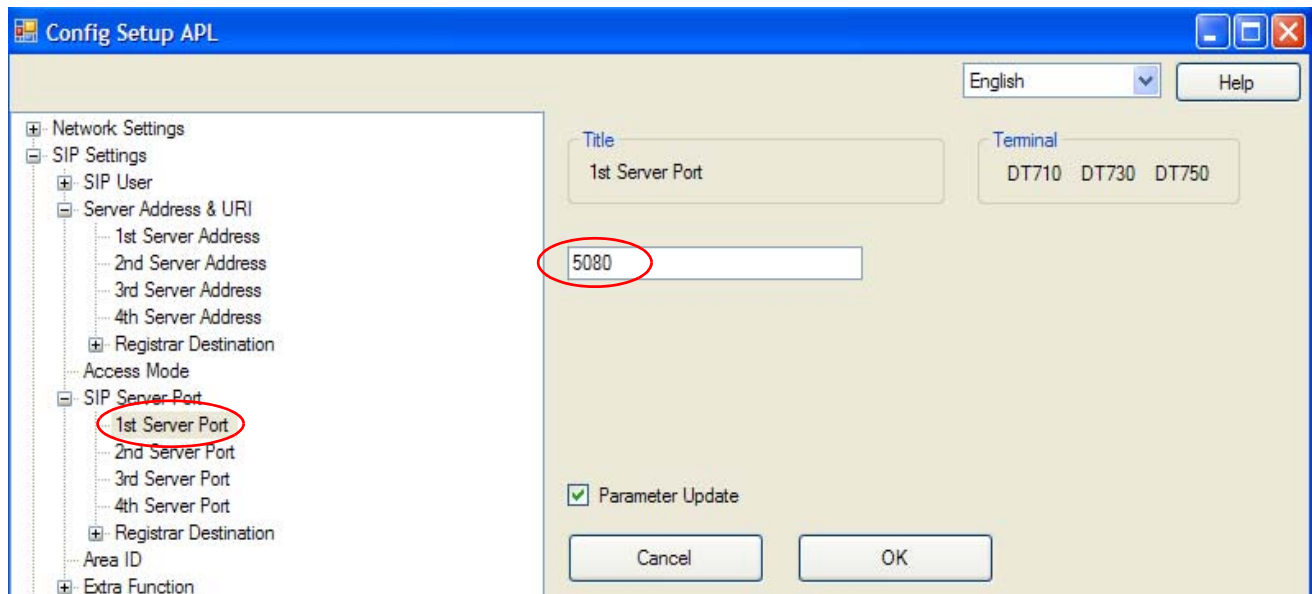 Config Setup APL
English
Help
Network Settings
SIP Settings
SIP User
Server Address & URI
1st Server Address
2nd Server Address
3rd Server Address
4th Server Address
Registrar Destination
Access Mode
SIP Server Port
1st Server Port
2nd Server Port
3rd Server Port
4th Server Port
Registrar Destination
Area ID
Extra Function
Title
1st Server Port
Terminal
DT710 DT730 DT750
5080
Parameter Update
Cancel
OK